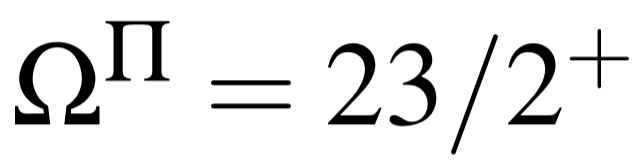 Ω^Π = 23/2^+